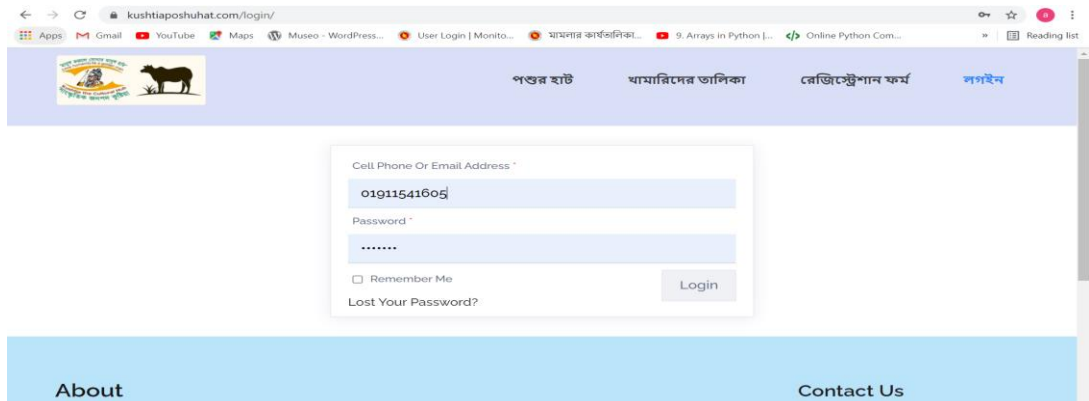 kushtiaposhuhat.com/login/
Apps Gmail YouTube Maps Museo - WordPress... User Login | Monito... মামলার কার্যতালিকা... 9. Arrays in Python |... Online Python Com... » Reading list
পশুর হাট খামারিদের তালিকা রেজিস্ট্রেশান ফর্ম লগইন
Cell Phone Or Email Address *
01911541605
Password *
•••••••
Remember Me
Login
Lost Your Password?
About Contact Us